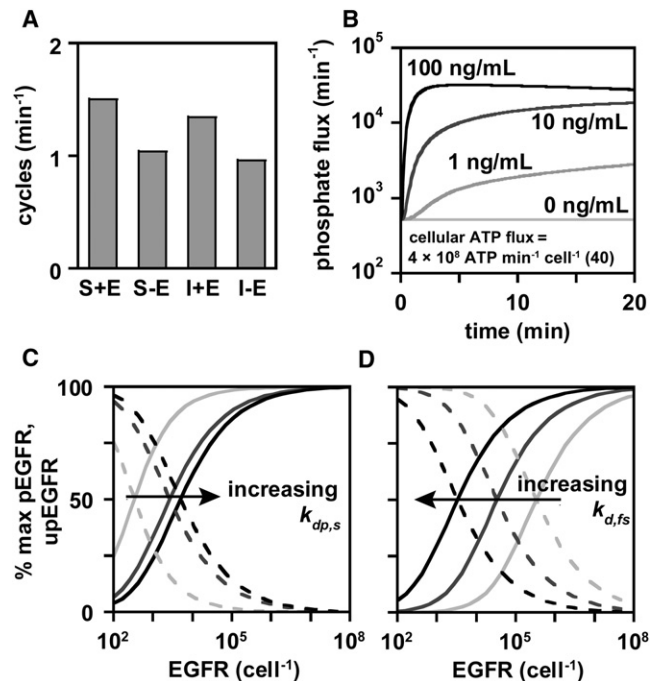 A
cycles (min⁻¹)
2
1
0
S+E S-E I+E I-E
B
phosphate flux (min⁻¹)
10⁵
10⁴
10³
10²
100 ng/mL
10 ng/mL
1 ng/mL
0 ng/mL
cellular ATP flux =
4 × 10⁸ ATP min⁻¹ cell⁻¹ (40)
0 10 20
time (min)
C
% max pEGFR,
upEGFR
100
50
0
increasing
k_dp,s
10² 10⁵ 10⁸
EGFR (cell⁻¹)
D
increasing
k_d,fs
10² 10⁵ 10⁸
EGFR (cell⁻¹)